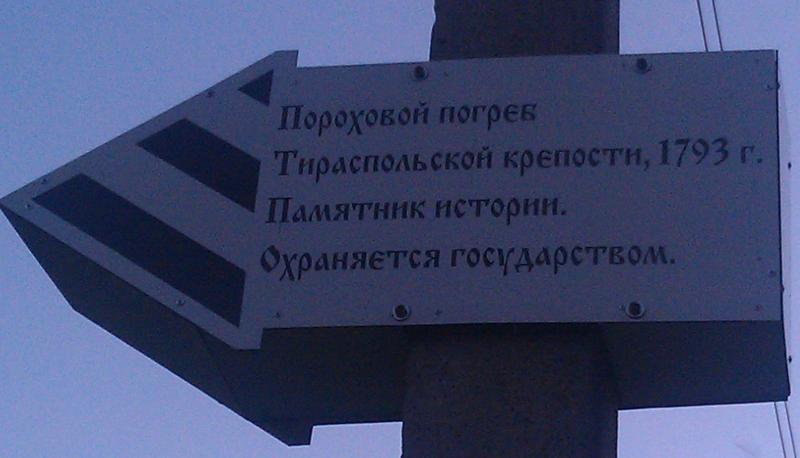 Пороховой погреб
Тираспольской крепости, 1793 г.
Памятник истории.
Охраняется государством.